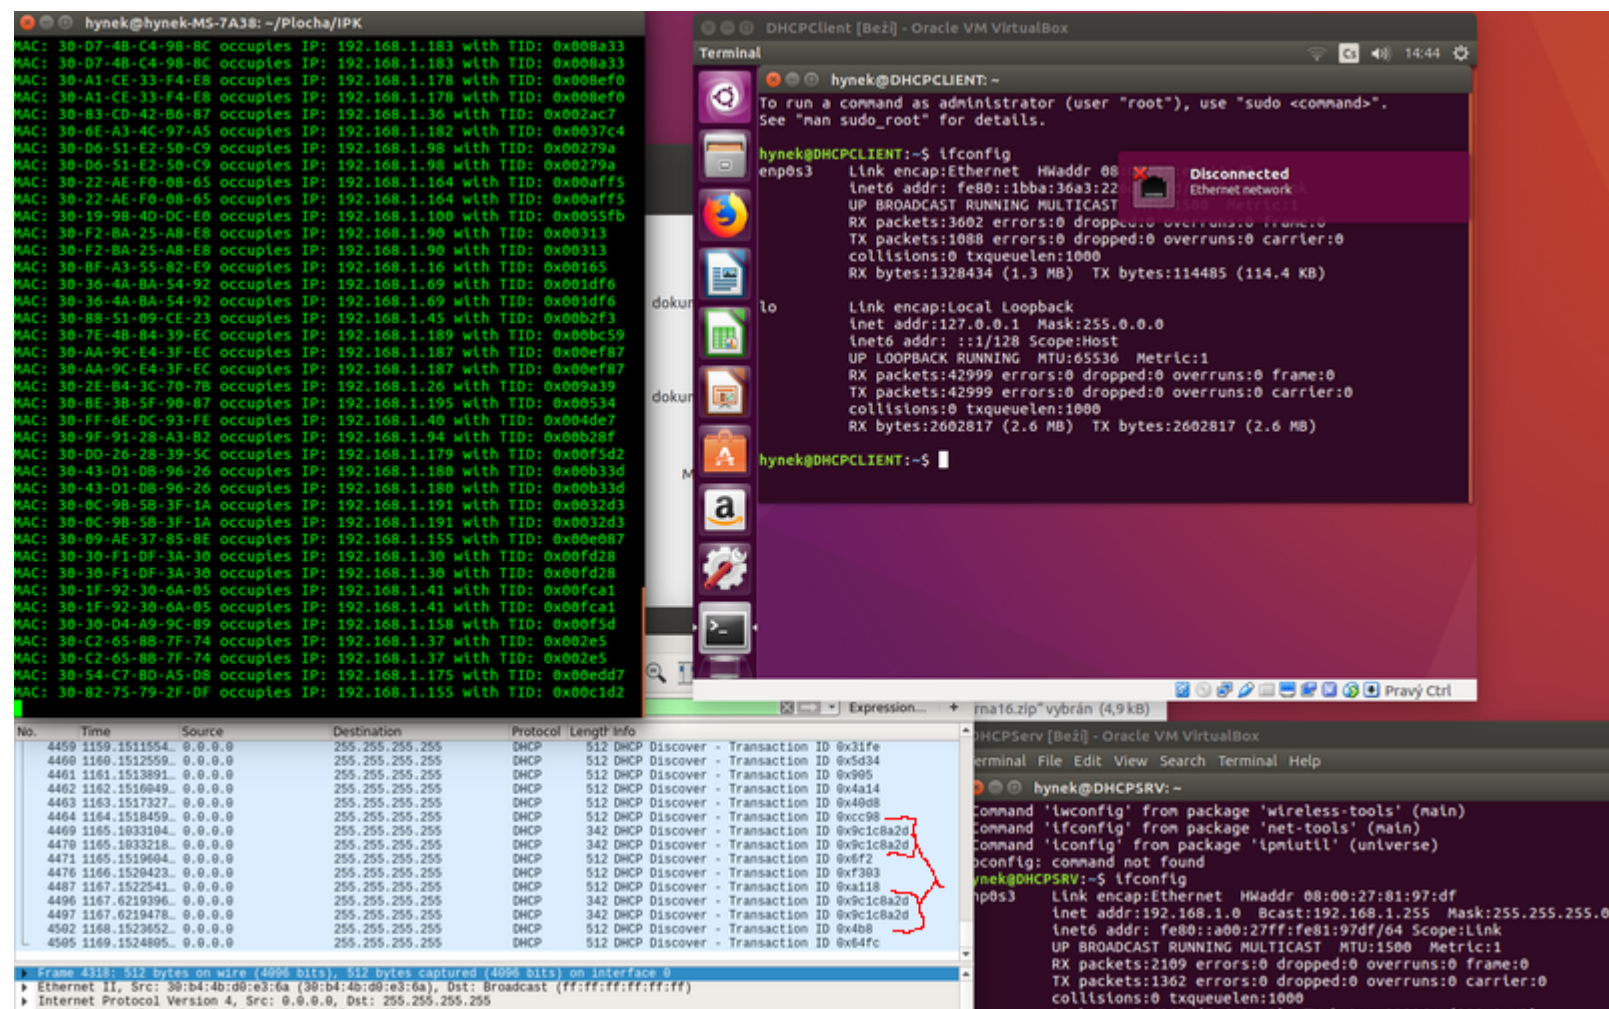 hynek@hynek-MS-7A38: ~/Plocha/IPK
MAC: 30-D7-4B-C4-98-8C occupies IP: 192.168.1.183 with TID: 0x008a33
MAC: 30-D7-4B-C4-98-8C occupies IP: 192.168.1.183 with TID: 0x008a33
MAC: 30-A1-CE-33-F4-E8 occupies IP: 192.168.1.178 with TID: 0x008ef0
MAC: 30-A1-CE-33-F4-E8 occupies IP: 192.168.1.178 with TID: 0x008ef0
MAC: 30-83-CD-42-B6-87 occupies IP: 192.168.1.36 with TID: 0x002ac7
MAC: 30-6E-A3-4C-97-A5 occupies IP: 192.168.1.182 with TID: 0x0037c4
MAC: 30-D6-51-E2-50-C9 occupies IP: 192.168.1.98 with TID: 0x00279a
MAC: 30-D6-51-E2-50-C9 occupies IP: 192.168.1.98 with TID: 0x00279a
MAC: 30-22-AE-F0-08-65 occupies IP: 192.168.1.164 with TID: 0x00aff5
MAC: 30-22-AE-F0-08-65 occupies IP: 192.168.1.164 with TID: 0x00aff5
MAC: 30-19-98-4D-DC-E0 occupies IP: 192.168.1.100 with TID: 0x0055fb
MAC: 30-F2-BA-25-A8-E8 occupies IP: 192.168.1.90 with TID: 0x00313
MAC: 30-F2-BA-25-A8-E8 occupies IP: 192.168.1.90 with TID: 0x00313
MAC: 30-BF-A3-55-82-E9 occupies IP: 192.168.1.16 with TID: 0x00165
MAC: 30-36-4A-BA-54-92 occupies IP: 192.168.1.69 with TID: 0x001df6
MAC: 30-36-4A-BA-54-92 occupies IP: 192.168.1.69 with TID: 0x001df6
MAC: 30-88-51-09-CE-23 occupies IP: 192.168.1.45 with TID: 0x00b2f3
MAC: 30-7E-4B-84-39-EC occupies IP: 192.168.1.189 with TID: 0x00bc59
MAC: 30-AA-9C-E4-3F-EC occupies IP: 192.168.1.187 with TID: 0x00ef87
MAC: 30-AA-9C-E4-3F-EC occupies IP: 192.168.1.187 with TID: 0x00ef87
MAC: 30-2E-B4-3C-70-7B occupies IP: 192.168.1.26 with TID: 0x009a39
MAC: 30-BE-3B-5F-90-87 occupies IP: 192.168.1.195 with TID: 0x00534
MAC: 30-FF-6E-DC-93-FE occupies IP: 192.168.1.40 with TID: 0x004de7
MAC: 30-9F-91-28-A3-B2 occupies IP: 192.168.1.94 with TID: 0x00b28f
MAC: 30-DD-26-28-39-5C occupies IP: 192.168.1.179 with TID: 0x00f5d2
MAC: 30-43-D1-DB-96-26 occupies IP: 192.168.1.180 with TID: 0x00b33d
MAC: 30-43-D1-DB-96-26 occupies IP: 192.168.1.180 with TID: 0x00b33d
MAC: 30-0C-9B-5B-3F-1A occupies IP: 192.168.1.191 with TID: 0x0032d3
MAC: 30-0C-9B-5B-3F-1A occupies IP: 192.168.1.191 with TID: 0x0032d3
MAC: 30-09-AE-37-85-8E occupies IP: 192.168.1.155 with TID: 0x00e087
MAC: 30-30-F1-DF-3A-30 occupies IP: 192.168.1.30 with TID: 0x00fd28
MAC: 30-30-F1-DF-3A-30 occupies IP: 192.168.1.30 with TID: 0x00fd28
MAC: 30-1F-92-30-6A-05 occupies IP: 192.168.1.41 with TID: 0x00fca1
MAC: 30-1F-92-30-6A-05 occupies IP: 192.168.1.41 with TID: 0x00fca1
MAC: 30-30-D4-A9-9C-89 occupies IP: 192.168.1.158 with TID: 0x00f5d
MAC: 30-C2-65-8B-7F-74 occupies IP: 192.168.1.37 with TID: 0x002e5
MAC: 30-C2-65-8B-7F-74 occupies IP: 192.168.1.37 with TID: 0x002e5
MAC: 30-54-C7-BD-A5-D8 occupies IP: 192.168.1.175 with TID: 0x00edd7
MAC: 30-82-75-79-2F-DF occupies IP: 192.168.1.155 with TID: 0x00c1d2
dokur
dokur
M
DHCPClient [Beží] - Oracle VM VirtualBox
Terminal
Cs 14:44
hynek@DHCPCLIENT: ~
To run a command as administrator (user "root"), use "sudo <command>".
See "man sudo_root" for details.
hynek@DHCPCLIENT:~$ ifconfig
enp0s3 Link encap:Ethernet HWaddr 08
inet6 addr: fe80::1bba:36a3:22
UP BROADCAST RUNNING MULTICAST Metric:1
RX packets:3602 errors:0 dropped:0 overruns:0 frame:0
TX packets:1088 errors:0 dropped:0 overruns:0 carrier:0
collisions:0 txqueuelen:1000
RX bytes:1328434 (1.3 MB) TX bytes:114485 (114.4 KB)
Disconnected
Ethernet network
lo Link encap:Local Loopback
inet addr:127.0.0.1 Mask:255.0.0.0
inet6 addr: ::1/128 Scope:Host
UP LOOPBACK RUNNING MTU:65536 Metric:1
RX packets:42999 errors:0 dropped:0 overruns:0 frame:0
TX packets:42999 errors:0 dropped:0 overruns:0 carrier:0
collisions:0 txqueuelen:1000
RX bytes:2602817 (2.6 MB) TX bytes:2602817 (2.6 MB)
hynek@DHCPCLIENT:~$
Pravý Ctrl
Expression... +
rna16.zip" vybrán (4,9 kB)
No. Time Source Destination Protocol Length Info
4459 1159.1511554… 0.0.0.0 255.255.255.255 DHCP 512 DHCP Discover - Transaction ID 0x31fe
4460 1160.1512559… 0.0.0.0 255.255.255.255 DHCP 512 DHCP Discover - Transaction ID 0x5d34
4461 1161.1513891… 0.0.0.0 255.255.255.255 DHCP 512 DHCP Discover - Transaction ID 0x905
4462 1162.1516049… 0.0.0.0 255.255.255.255 DHCP 512 DHCP Discover - Transaction ID 0x4a14
4463 1163.1517327… 0.0.0.0 255.255.255.255 DHCP 512 DHCP Discover - Transaction ID 0x40d8
4464 1164.1518459… 0.0.0.0 255.255.255.255 DHCP 512 DHCP Discover - Transaction ID 0xcc98
4469 1165.1033104… 0.0.0.0 255.255.255.255 DHCP 342 DHCP Discover - Transaction ID 0x9c1c8a2d
4470 1165.1033218… 0.0.0.0 255.255.255.255 DHCP 342 DHCP Discover - Transaction ID 0x9c1c8a2d
4471 1165.1519604… 0.0.0.0 255.255.255.255 DHCP 512 DHCP Discover - Transaction ID 0x6f2
4476 1166.1520423… 0.0.0.0 255.255.255.255 DHCP 512 DHCP Discover - Transaction ID 0xf303
4487 1167.1522541… 0.0.0.0 255.255.255.255 DHCP 512 DHCP Discover - Transaction ID 0xa118
4496 1167.6219396… 0.0.0.0 255.255.255.255 DHCP 342 DHCP Discover - Transaction ID 0x9c1c8a2d
4497 1167.6219478… 0.0.0.0 255.255.255.255 DHCP 342 DHCP Discover - Transaction ID 0x9c1c8a2d
4502 1168.1523652… 0.0.0.0 255.255.255.255 DHCP 512 DHCP Discover - Transaction ID 0x4b8
4505 1169.1524805… 0.0.0.0 255.255.255.255 DHCP 512 DHCP Discover - Transaction ID 0x64fc
Frame 4318: 512 bytes on wire (4096 bits), 512 bytes captured (4096 bits) on interface 0
Ethernet II, Src: 30:b4:4b:d0:e3:6a (30:b4:4b:d0:e3:6a), Dst: Broadcast (ff:ff:ff:ff:ff:ff)
Internet Protocol Version 4, Src: 0.0.0.0, Dst: 255.255.255.255
HCPServ [Beží] - Oracle VM VirtualBox
erminal File Edit View Search Terminal Help
hynek@DHCPSRV: ~
Command 'iwconfig' from package 'wireless-tools' (main)
Command 'ifconfig' from package 'net-tools' (main)
Command 'iconfig' from package 'ipmiutil' (universe)
pconfig: command not found
ynek@DHCPSRV:~$ ifconfig
np0s3 Link encap:Ethernet HWaddr 08:00:27:81:97:df
inet addr:192.168.1.0 Bcast:192.168.1.255 Mask:255.255.255.0
inet6 addr: fe80::a00:27ff:fe81:97df/64 Scope:Link
UP BROADCAST RUNNING MULTICAST MTU:1500 Metric:1
RX packets:2109 errors:0 dropped:0 overruns:0 frame:0
TX packets:1362 errors:0 dropped:0 overruns:0 carrier:0
collisions:0 txqueuelen:1000